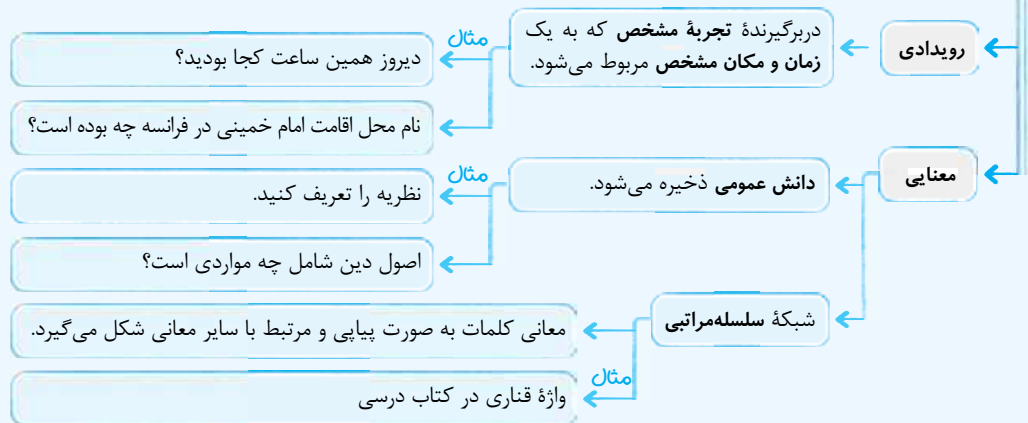 رویدادی
دربرگیرندهٔ تجربهٔ مشخص که به یک
زمان و مکان مشخص مربوط می‌شود.
مثال
دیروز همین ساعت کجا بودید؟
نام محل اقامت امام خمینی در فرانسه چه بوده است؟
معنایی
دانش عمومی ذخیره می‌شود.
مثال
نظریه را تعریف کنید.
اصول دین شامل چه مواردی است؟
شبکهٔ سلسله‌مراتبی
معانی کلمات به صورت پیاپی و مرتبط با سایر معانی شکل می‌گیرد.
مثال
واژهٔ قناری در کتاب درسی